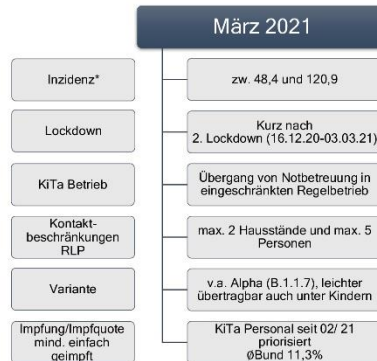 März 2021
Inzidenz*
zw. 48,4 und 120,9
Lockdown
Kurz nach
2. Lockdown (16.12.20-03.03.21)
KiTa Betrieb
Übergang von Notbetreuung in
eingeschränkten Regelbetrieb
Kontakt-
beschränkungen
RLP
max. 2 Hausstände und max. 5
Personen
Variante
v.a. Alpha (B.1.1.7), leichter
übertragbar auch unter Kindern
Impfung/Impfquote
mind. einfach
geimpft
KiTa Personal seit 02/ 21
priorisiert
øBund 11,3%